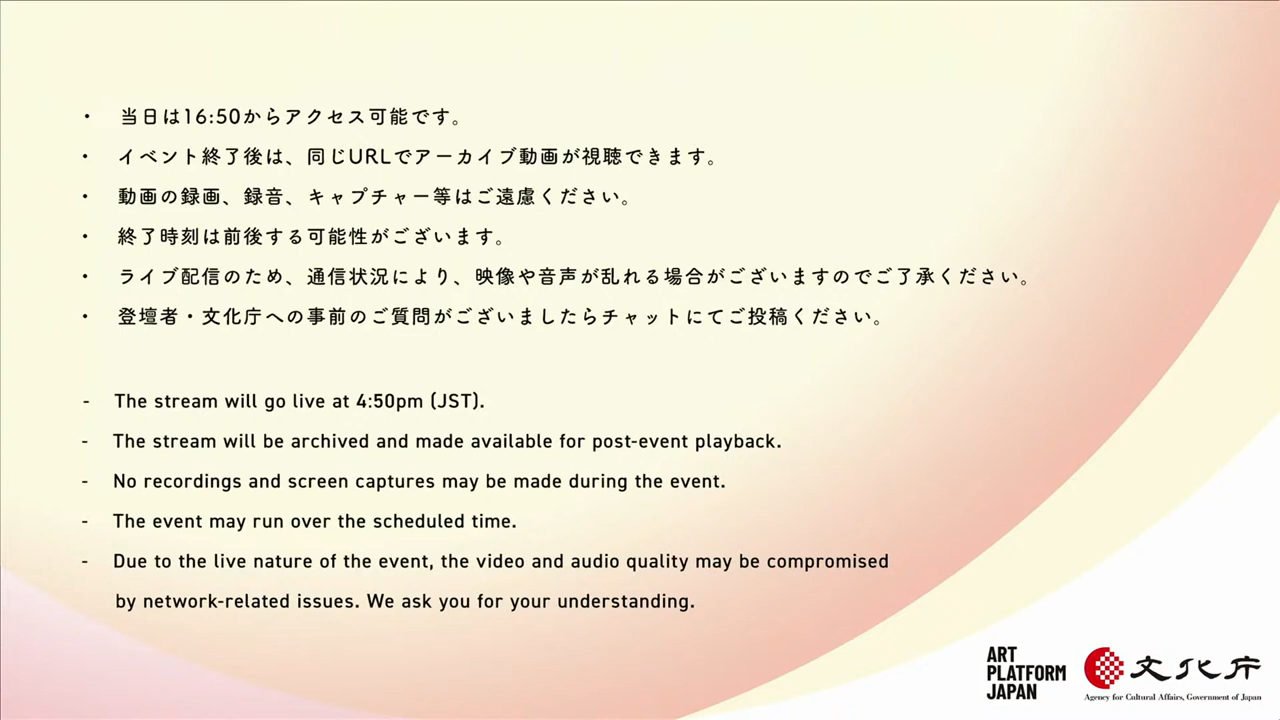 ・ 当日は16:50からアクセス可能です。
・ イベント終了後は、同じURLでアーカイブ動画が視聴できます。
・ 動画の録画、録音、キャプチャー等はご遠慮ください。
・ 終了時刻は前後する可能性がございます。
・ ライブ配信のため、通信状況により、映像や音声が乱れる場合がございますのでご了承ください。
・ 登壇者・文化庁への事前のご質問がございましたらチャットにてご投稿ください。
- The stream will go live at 4:50pm (JST).
- The stream will be archived and made available for post-event playback.
- No recordings and screen captures may be made during the event.
- The event may run over the scheduled time.
- Due to the live nature of the event, the video and audio quality may be compromised
by network-related issues. We ask you for your understanding.
ART
PLATFORM
JAPAN
文化庁
Agency for Cultural Affairs, Government of Japan